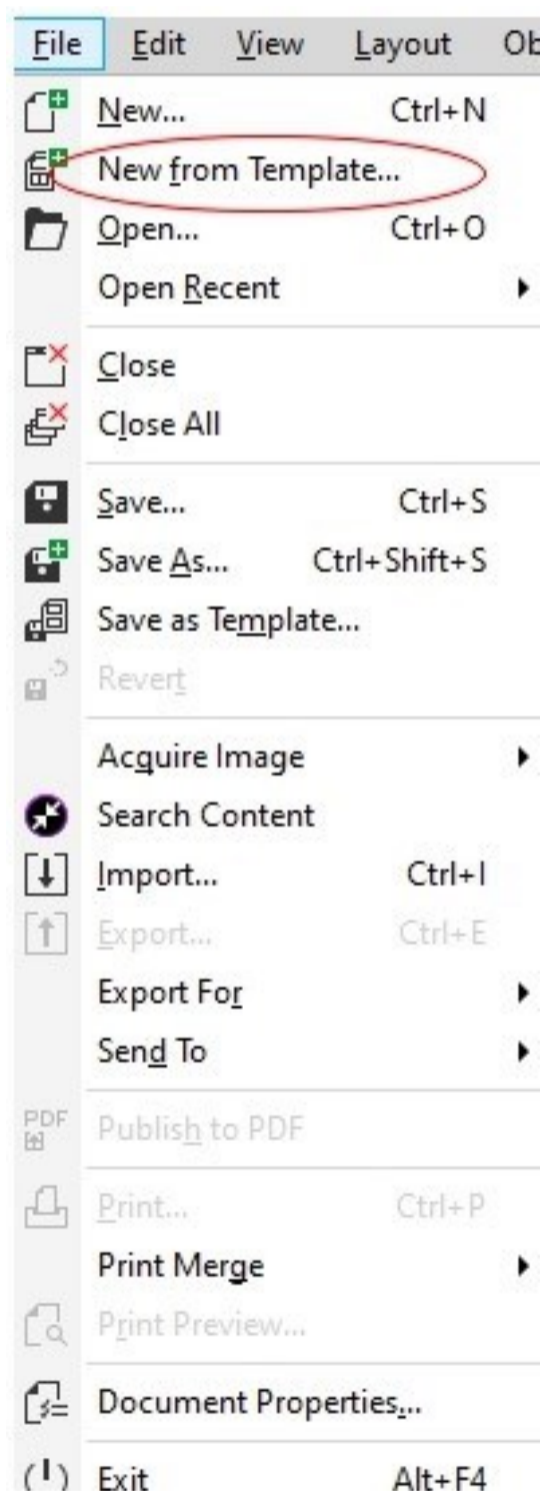 File Edit View Layout Ob
New... Ctrl+N
New from Template...
Open... Ctrl+O
Open Recent
Close
Close All
Save... Ctrl+S
Save As... Ctrl+Shift+S
Save as Template...
Revert
Acquire Image
Search Content
Import... Ctrl+I
Export... Ctrl+E
Export For
Send To
PDF Publish to PDF
Print... Ctrl+P
Print Merge
Print Preview...
Document Properties...
Exit Alt+F4